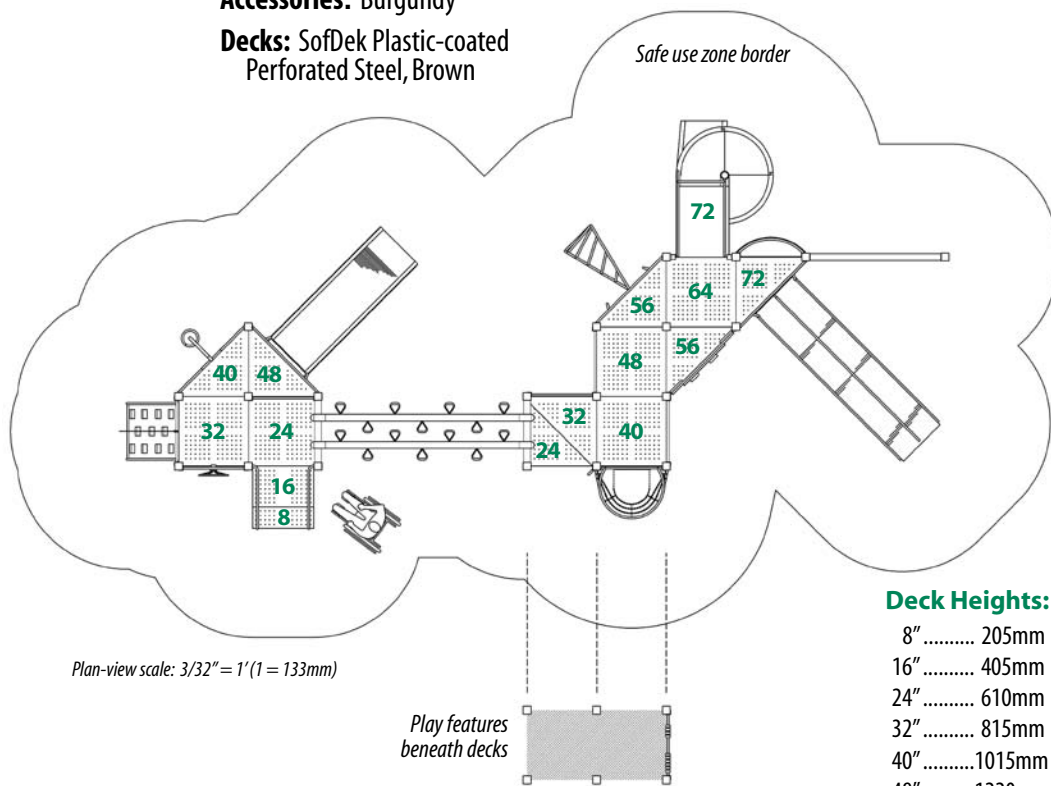 Accessories: Burgundy
Decks: SofDek Plastic-coated
Perforated Steel, Brown
Safe use zone border
72
72
64
56
56
48
40
48
32
24
32
40
24
16
8
Deck Heights:
8" .......... 205mm
16" .......... 405mm
24" .......... 610mm
32" .......... 815mm
40" ..........1015mm
Plan-view scale: 3/32" = 1' (1 = 133mm)
Play features
beneath decks